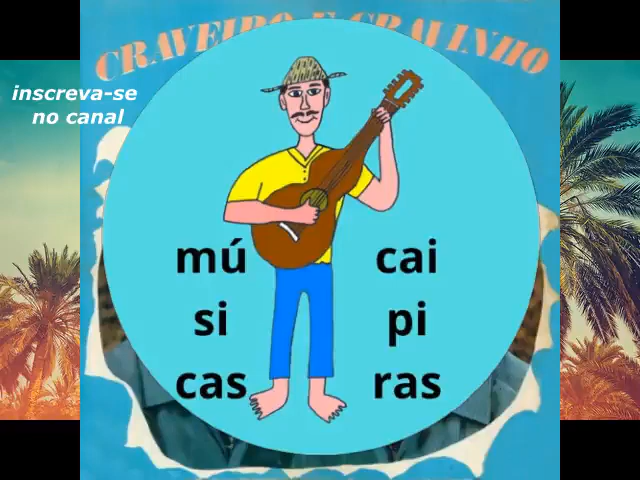 CRAVEIRO E CRAVINHO
inscreva-se
no canal
mú cai
si pi
cas ras